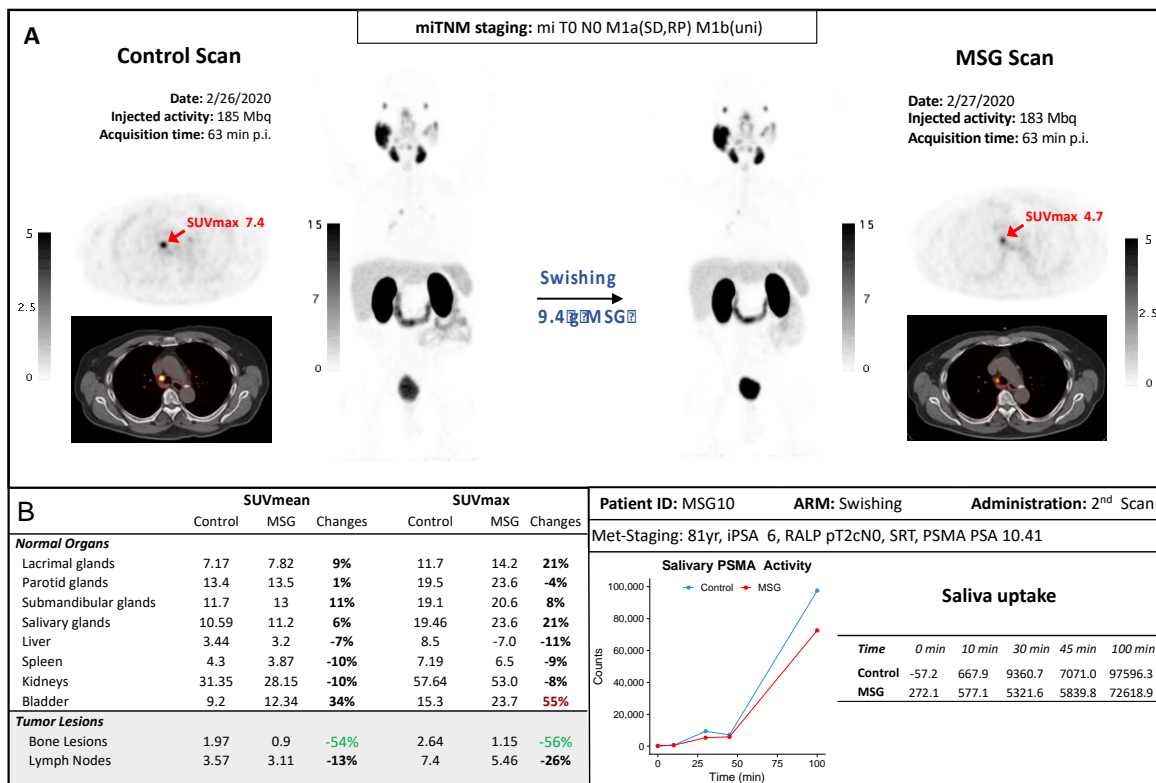 A
miTNM staging: mi T0 N0 M1a(SD,RP) M1b(uni)
Control Scan
Date: 2/26/2020
Injected activity: 185 Mbq
Acquisition time: 63 min p.i.
SUVmax 7.4
5
2.5
0
15
7
0
Swishing
9.4 g MSG
MSG Scan
Date: 2/27/2020
Injected activity: 183 Mbq
Acquisition time: 63 min p.i.
SUVmax 4.7
15
7
0
5
2.5
0
B
SUVmean SUVmax
Control MSG Changes Control MSG Changes
Normal Organs
Lacrimal glands 7.17 7.82 9% 11.7 14.2 21%
Parotid glands 13.4 13.5 1% 19.5 23.6 -4%
Submandibular glands 11.7 13 11% 19.1 20.6 8%
Salivary glands 10.59 11.2 6% 19.46 23.6 21%
Liver 3.44 3.2 -7% 8.5 -7.0 -11%
Spleen 4.3 3.87 -10% 7.19 6.5 -9%
Kidneys 31.35 28.15 -10% 57.64 53.0 -8%
Bladder 9.2 12.34 34% 15.3 23.7 55%
Tumor Lesions
Bone Lesions 1.97 0.9 -54% 2.64 1.15 -56%
Lymph Nodes 3.57 3.11 -13% 7.4 5.46 -26%
Patient ID: MSG10 ARM: Swishing Administration: 2nd Scan
Met-Staging: 81yr, iPSA 6, RALP pT2cN0, SRT, PSMA PSA 10.41
Salivary PSMA Activity
Control MSG
100,000
80,000
60,000
40,000
20,000
0
Counts
0 25 50 75 100
Time (min)
Saliva uptake
Time 0 min 10 min 30 min 45 min 100 min
Control -57.2 667.9 9360.7 7071.0 97596.3
MSG 272.1 577.1 5321.6 5839.8 72618.9